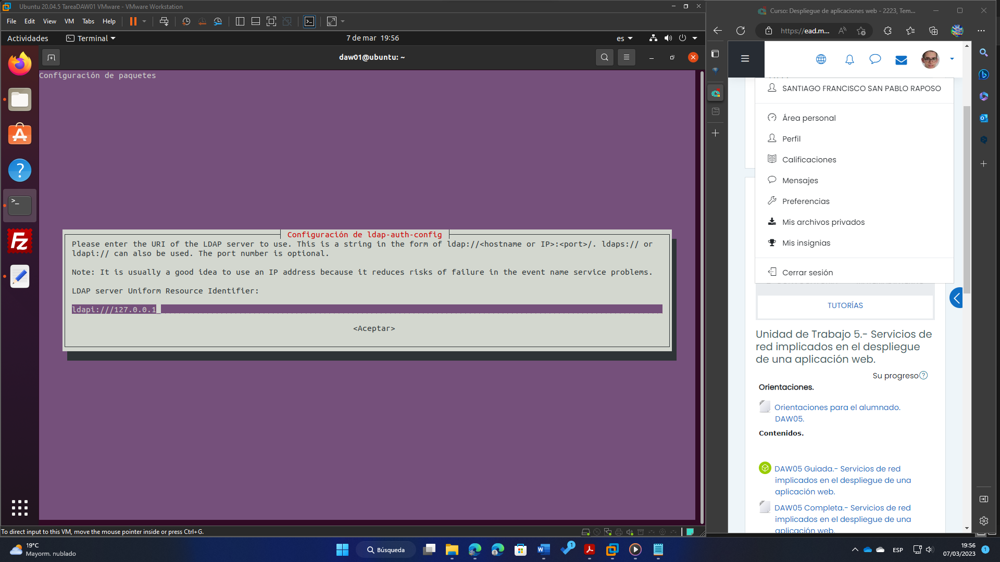 Ubuntu 20.04.5 TareaDAW01 VMware - VMware Workstation
File Edit View VM Tabs Help
Actividades
Terminal
7 de mar 19:56
es
daw01@ubuntu: ~
Configuración de paquetes
Configuración de ldap-auth-config
Please enter the URI of the LDAP server to use. This is a string in the form of ldap://<hostname or IP>:<port>/. ldaps:// or
ldapi:// can also be used. The port number is optional.
Note: It is usually a good idea to use an IP address because it reduces risks of failure in the event name service problems.
LDAP server Uniform Resource Identifier:
ldapi:///127.0.0.1
<Aceptar>
To direct input to this VM, move the mouse pointer inside or press Ctrl+G.
Curso: Despliegue de aplicaciones web - 2223, Tem...
https://ead.m...
SANTIAGO FRANCISCO SAN PABLO RAPOSO
Área personal
Perfil
Calificaciones
Mensajes
Preferencias
Mis archivos privados
Mis insignias
Cerrar sesión
TUTORÍAS
Unidad de Trabajo 5.- Servicios de
red implicados en el despliegue
de una aplicación web.
Su progreso
Orientaciones.
Orientaciones para el alumnado.
DAW05.
Contenidos.
DAW05 Guiada.- Servicios de red
implicados en el despliegue de una
aplicación web.
DAW05 Completa.- Servicios de red
implicados en el despliegue de una
aplicación web.
19°C
Mayorm. nublado
Búsqueda
1
ESP
19:56
07/03/2023
1